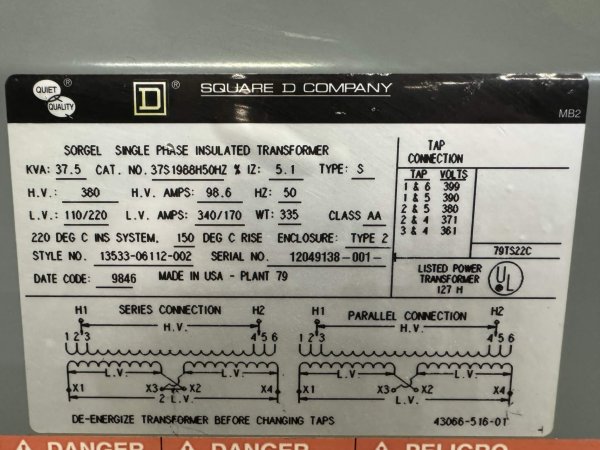 QUIET QUALITY ®
D ®
SQUARE D COMPANY
MB2
SORGEL SINGLE PHASE INSULATED TRANSFORMER
KVA: 37.5 CAT. NO. 37S1988H50HZ % IZ: 5.1 TYPE: S
H.V.: 380 H.V. AMPS: 98.6 HZ: 50
L.V.: 110/220 L.V. AMPS: 340/170 WT: 335 CLASS AA
220 DEG C INS SYSTEM, 150 DEG C RISE ENCLOSURE: TYPE 2
STYLE NO. 13533-06112-002 SERIAL NO. 12049138-001-
DATE CODE: 9846 MADE IN USA - PLANT 79
TAP
CONNECTION
TAPS VOLTS
1 & 6 399
1 & 5 390
2 & 5 380
2 & 4 371
3 & 4 361
79TS22C
LISTED POWER
TRANSFORMER
127 H
UL
SERIES CONNECTION
H1 H2
H.V.
1 2 3 4 5 6
L.V. L.V.
X1 X3 X2 X4
2 L.V.
PARALLEL CONNECTION
H1 H2
H.V.
1 2 3 4 5 6
L.V. L.V.
X1 X3 X2 X4
L.V.
DE-ENERGIZE TRANSFORMER BEFORE CHANGING TAPS
43066-516-01
DANGER DANGER PELIGRO